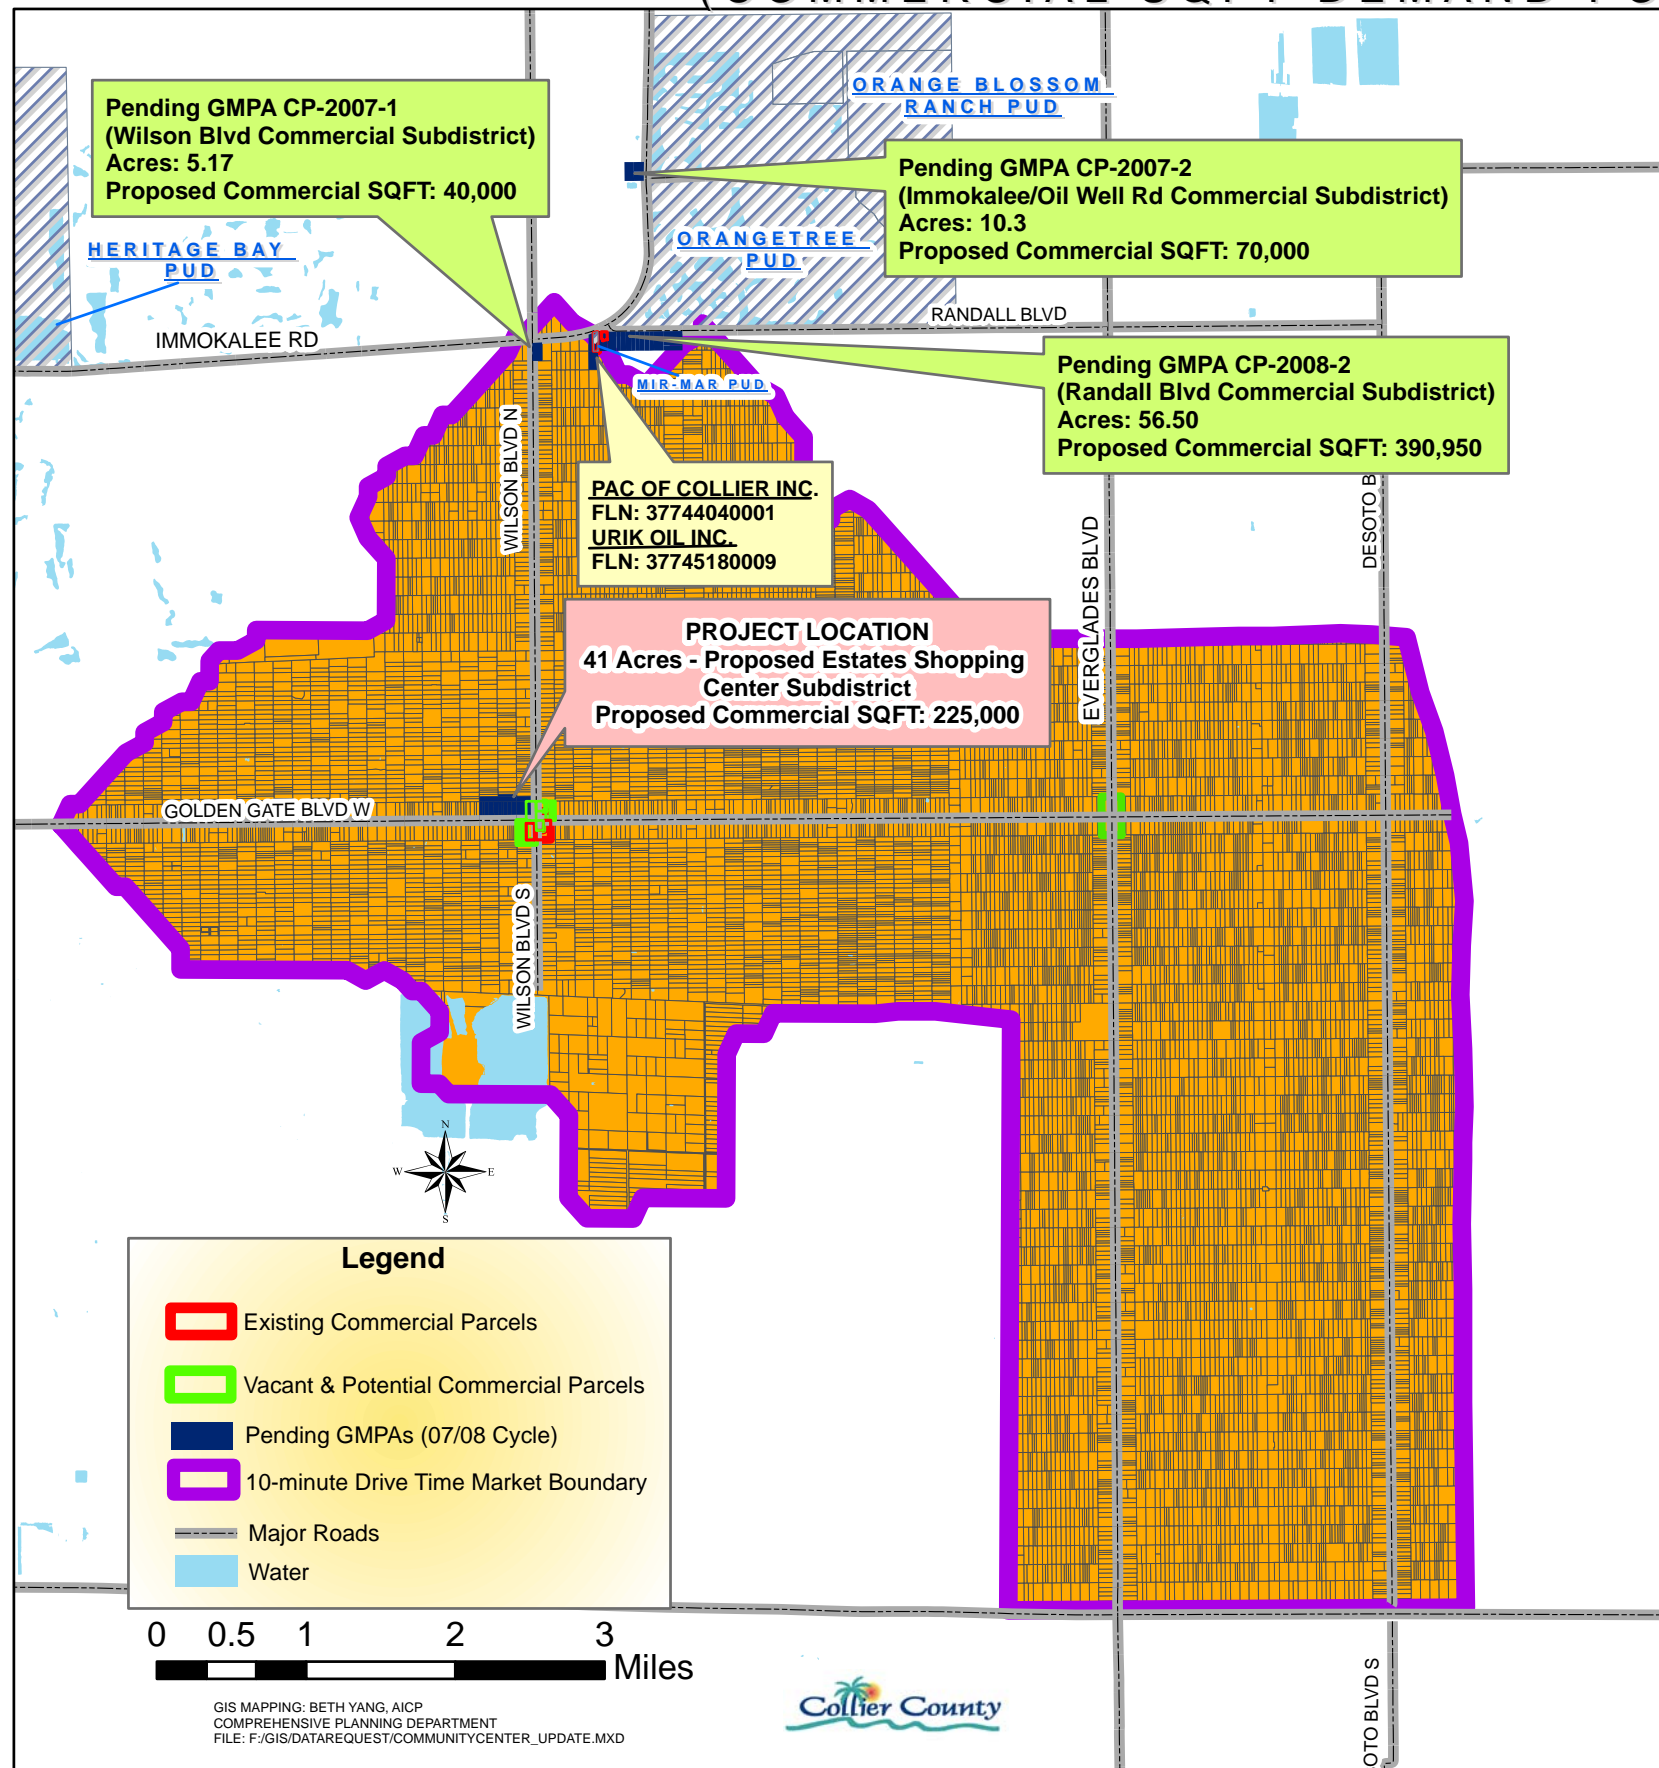 (COMMERCIAL SQFT DEMAND FO
ORANGE BLOSSOM
RANCH PUD
Pending GMPA CP-2007-1
(Wilson Blvd Commercial Subdistrict)
Acres: 5.17
Proposed Commercial SQFT: 40,000
Pending GMPA CP-2007-2
(Immokalee/Oil Well Rd Commercial Subdistrict)
Acres: 10.3
Proposed Commercial SQFT: 70,000
HERITAGE BAY
PUD
ORANGETREE
PUD
IMMOKALEE RD
RANDALL BLVD
Pending GMPA CP-2008-2
(Randall Blvd Commercial Subdistrict)
Acres: 56.50
Proposed Commercial SQFT: 390,950
MIR-MAR PUD
WILSON BLVD N
PAC OF COLLIER INC.
FLN: 37744040001
URIK OIL INC.
FLN: 37745180009
EVERGLADES BLVD
DESOTO B
PROJECT LOCATION
41 Acres - Proposed Estates Shopping
Center Subdistrict
Proposed Commercial SQFT: 225,000
GOLDEN GATE BLVD W
WILSON BLVD S
N
W E
S
Legend
Existing Commercial Parcels
Vacant & Potential Commercial Parcels
Pending GMPAs (07/08 Cycle)
10-minute Drive Time Market Boundary
Major Roads
Water
0 0.5 1 2 3
Miles
GIS MAPPING: BETH YANG, AICP
COMPREHENSIVE PLANNING DEPARTMENT
FILE: F:/GIS/DATAREQUEST/COMMUNITYCENTER_UPDATE.MXD
Collier County
OTO BLVD S